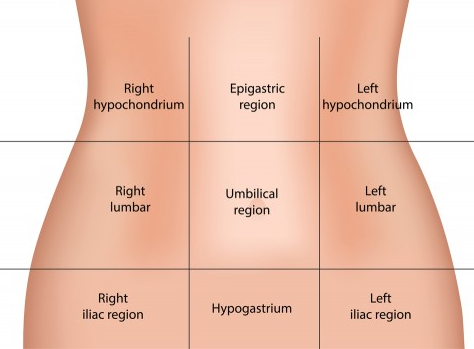 Right
hypochondrium
Epigastric
region
Left
hypochondrium
Right
lumbar
Umbilical
region
Left
lumbar
Right
iliac region
Hypogastrium
Left
iliac region